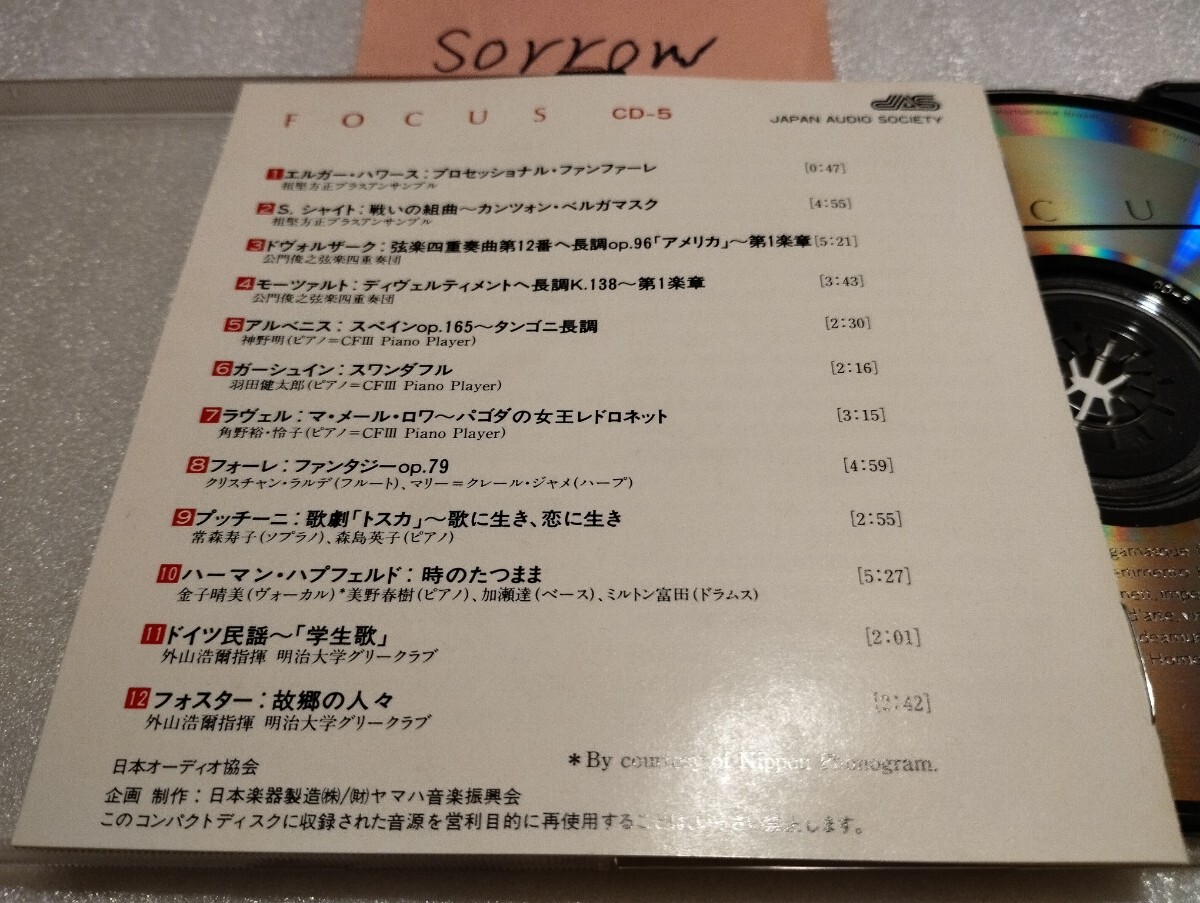 sorrow
FOCUS CD-5
JAS
JAPAN AUDIO SOCIETY
1 エルガー・ハワース：プロセッショナル・ファンファーレ [0:47]
祖堅方正ブラスアンサンブル
2 S. シャイト：戦いの組曲〜カンツォン・ベルガマスク [4:55]
祖堅方正ブラスアンサンブル
3 ドヴォルザーク：弦楽四重奏曲第12番ヘ長調op.96「アメリカ」〜第1楽章 [5:21]
公門俊之弦楽四重奏団
4 モーツァルト：ディヴェルティメントヘ長調K.138〜第1楽章 [3:43]
公門俊之弦楽四重奏団
5 アルベニス：スペインop.165〜タンゴニ長調 [2:30]
神野明(ピアノ＝CFⅢ Piano Player)
6 ガーシュイン：スワンダフル [2:16]
羽田健太郎(ピアノ＝CFⅢ Piano Player)
7 ラヴェル：マ・メール・ロワ〜パゴダの女王レドロネット [3:15]
角野裕・怜子(ピアノ＝CFⅢ Piano Player)
8 フォーレ：ファンタジーop.79 [4:59]
クリスチャン・ラルデ(フルート)、マリー＝クレール・ジャメ(ハープ)
9 プッチーニ：歌劇「トスカ」〜歌に生き、恋に生き [2:55]
常森寿子(ソプラノ)、森島英子(ピアノ)
10 ハーマン・ハプフェルド：時のたつまま [5:27]
金子晴美(ヴォーカル)*美野春樹(ピアノ)、加瀬達(ベース)、ミルトン富田(ドラムス)
11 ドイツ民謡〜「学生歌」 [2:01]
外山浩爾指揮 明治大学グリークラブ
12 フォスター：故郷の人々 :42]
外山浩爾指揮 明治大学グリークラブ
*By courtesy of Nippon Phonogram.
日本オーディオ協会
企画 制作：日本楽器製造㈱/㈶ヤマハ音楽振興会
このコンパクトディスクに収録された音源を営利目的に再使用する します。
C U